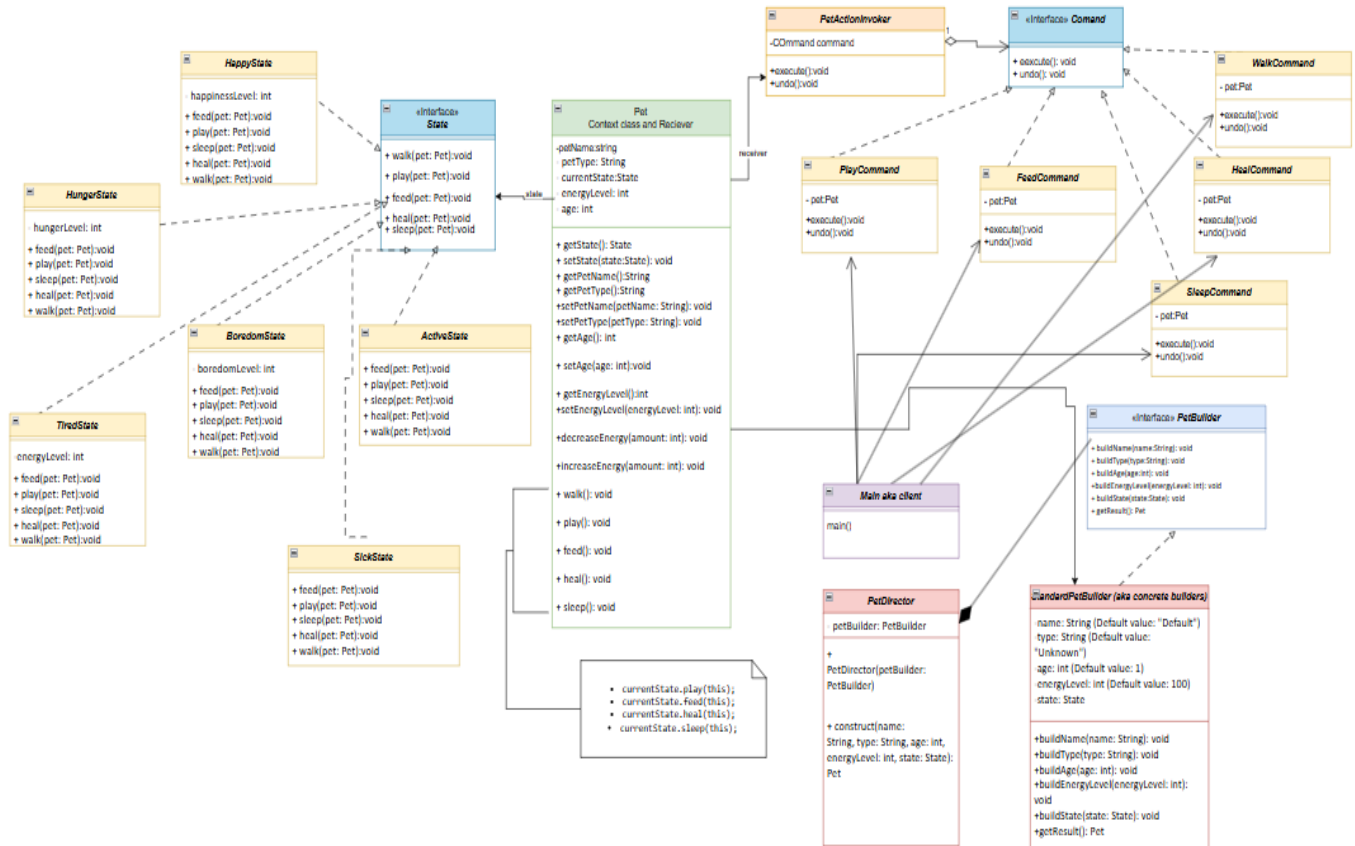 PetActionInvoker
-COmmand command
+execute():void
+undo():void
1
«Interface» Comand
+ eexcute(): void
+ undo(): void
WalkCommand
- pet:Pet
+execute():void
+undo():void
HappyState
happinessLevel: int
+ feed(pet: Pet):void
+ play(pet: Pet):void
+ sleep(pet: Pet):void
+ heal(pet: Pet):void
+ walk(pet: Pet):void
«Interface»
State
+ walk(pet: Pet):void
+ play(pet: Pet):void
+ feed(pet: Pet):void
+ heal(pet: Pet):void
+ sleep(pet: Pet):void
state
Pet
Context class and Reciever
-petName:string
petType: String
currentState:State
energyLevel: int
age: int
+ getState(): State
+ setState(state:State): void
+ getPetName():String
+ getPetType():String
+setPetName(petName: String): void
+setPetType(petType: String): void
+ getAge(): int
+ setAge(age: int):void
+ getEnergyLevel():int
+setEnergyLevel(energyLevel: int): void
+decreaseEnergy(amount: int): void
+increaseEnergy(amount: int): void
+ walk(): void
+ play(): void
+ feed(): void
+ heal(): void
+ sleep(): void
receiver
PlayCommand
- pet:Pet
+execute():void
+undo():void
FeedCommand
- pet:Pet
+execute():void
+undo():void
HealCommand
- pet:Pet
+execute():void
+undo():void
HungerState
hungerLevel: int
+ feed(pet: Pet):void
+ play(pet: Pet):void
+ sleep(pet: Pet):void
+ heal(pet: Pet):void
+ walk(pet: Pet):void
SleepCommand
- pet:Pet
+execute():void
+undo():void
BoredomState
boredomLevel: int
+ feed(pet: Pet):void
+ play(pet: Pet):void
+ sleep(pet: Pet):void
+ heal(pet: Pet):void
+ walk(pet: Pet):void
ActiveState
+ feed(pet: Pet):void
+ play(pet: Pet):void
+ sleep(pet: Pet):void
+ heal(pet: Pet):void
+ walk(pet: Pet):void
TiredState
-energyLevel: int
+ feed(pet: Pet):void
+ play(pet: Pet):void
+ sleep(pet: Pet):void
+ heal(pet: Pet):void
+ walk(pet: Pet):void
«Interface» PetBuilder
+ buildName(name:String): void
+ buildType(type:String): void
+ buildAge(age:int): void
+buildEnergyLevel(energyLevel: int): void
+ buildState(state:State): void
+ getResult(): Pet
Main aka client
main()
SickState
+ feed(pet: Pet):void
+ play(pet: Pet):void
+ sleep(pet: Pet):void
+ heal(pet: Pet):void
+ walk(pet: Pet):void
• currentState.play(this);
• currentState.feed(this);
• currentState.heal(this);
+ currentState.sleep(this);
PetDirector
petBuilder: PetBuilder
+
PetDirector(petBuilder:
PetBuilder)
+ construct(name:
String, type: String, age: int,
energyLevel: int, state: State):
Pet
StandardPetBuilder (aka concrete builders)
name: String (Default value: "Default")
type: String (Default value:
"Unknown")
age: int (Default value: 1)
energyLevel: int (Default value: 100)
state: State
+buildName(name: String): void
+buildType(type: String): void
+buildAge(age: int): void
+buildEnergyLevel(energyLevel: int):
void
+buildState(state: State): void
+getResult(): Pet